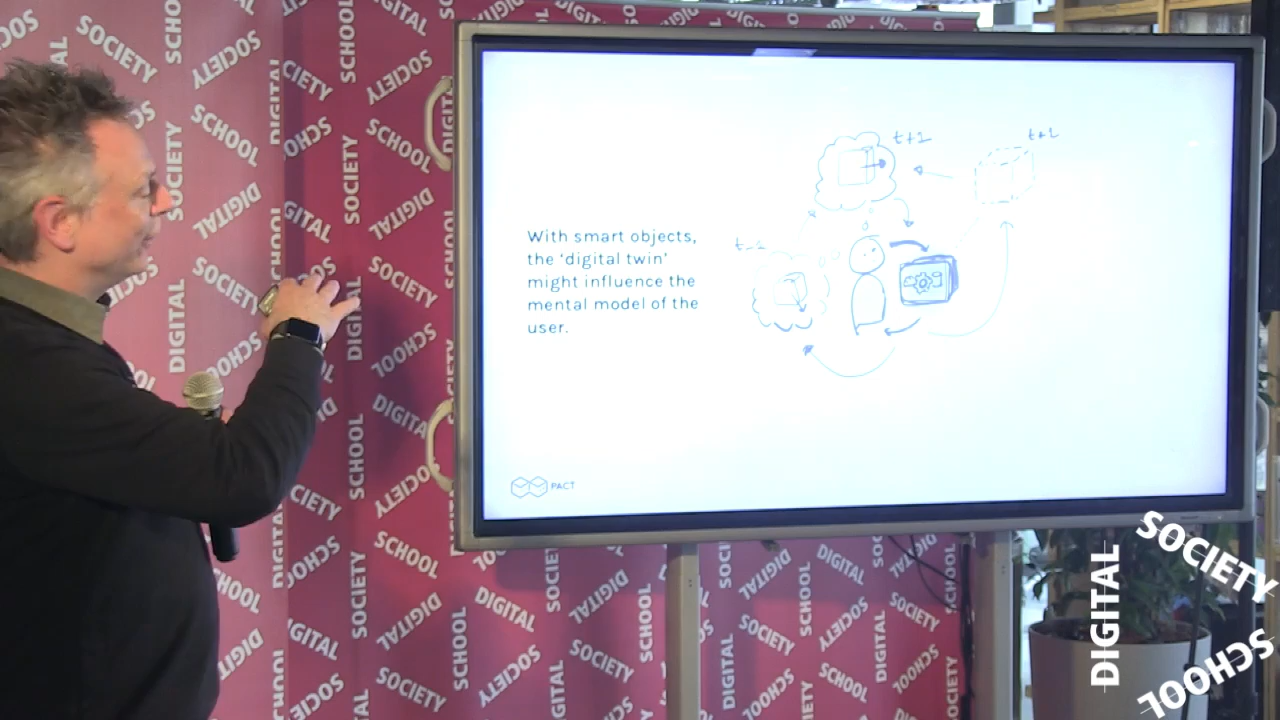 t+1
t+1
With smart objects,
the 'digital twin'
might influence the
mental model of the
user.
t-1
PACT
DIGITAL
SOCIETY
SCHOOL